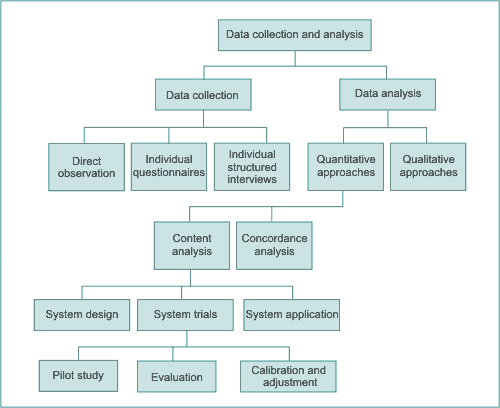 Data collection and analysis
Data collection
Data analysis
Direct
observation
Individual
questionnaires
Individual
structured
interviews
Quantitative
approaches
Qualitative
approaches
Content
analysis
Concordance
analysis
System design
System trials
System application
Pilot study
Evaluation
Calibration and
adjustment